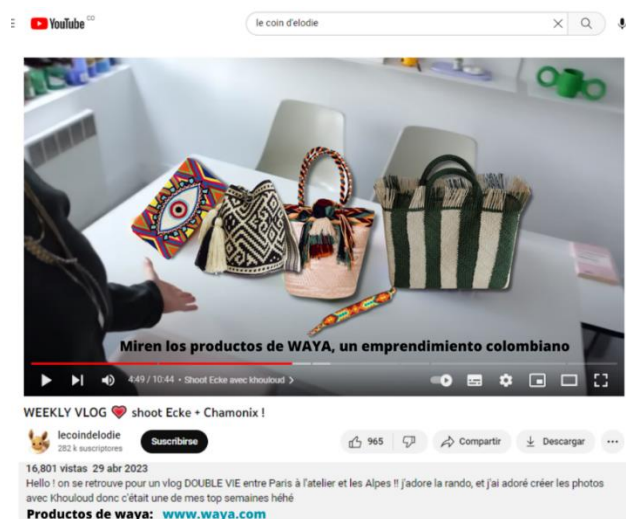 YouTube CO
le coin d'elodie
Miren los productos de WAYA, un emprendimiento colombiano
4:49 / 10:44 • Shoot Ecke avec khouloud >
WEEKLY VLOG 💗 shoot Ecke + Chamonix !
lecoindelodie
282 k suscriptores
Suscribirse
965
Compartir
Descargar
16,801 vistas 29 abr 2023
Hello ! on se retrouve pour un vlog DOUBLE VIE entre Paris à l'atelier et les Alpes !! j'adore la rando, et j'ai adoré créer les photos
avec Khouloud donc c'était une de mes top semaines héhé
Productos de waya: www.waya.com